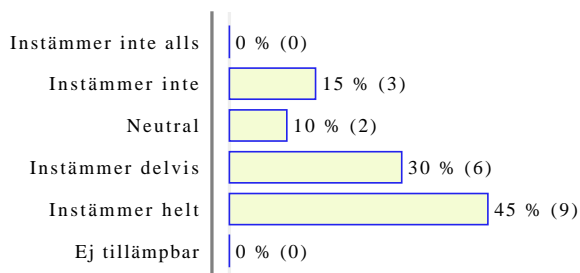 Instämmer inte alls 0 % (0)
Instämmer inte 15 % (3)
Neutral 10 % (2)
Instämmer delvis 30 % (6)
Instämmer helt 45 % (9)
Ej tillämpbar 0 % (0)